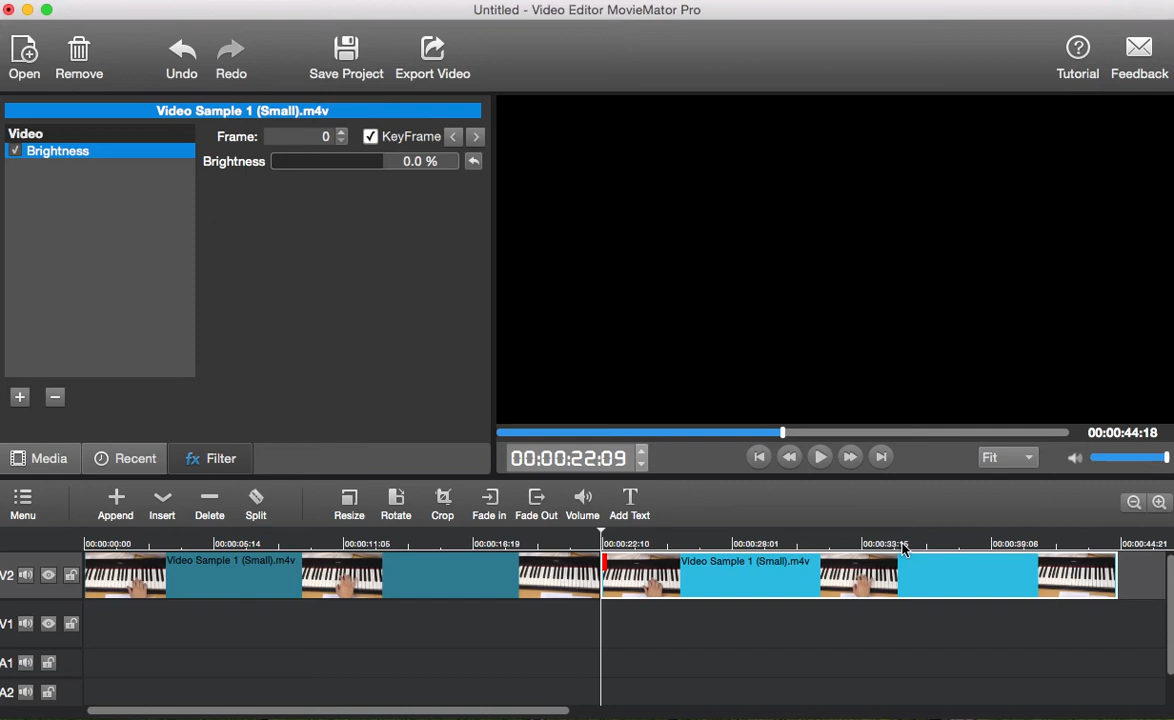 Untitled - Video Editor MovieMator Pro
Open Remove Undo Redo Save Project Export Video Tutorial Feedback
Video Sample 1 (Small).m4v
Video
Brightness
Frame: 0 KeyFrame < >
Brightness 0.0 %
+ −
Media Recent fx Filter
00:00:44:18
00:00:22:09 Fit
Menu Append Insert Delete Split Resize Rotate Crop Fade in Fade Out Volume Add Text
00:00:00:00 00:00:05:14 00:00:11:05 00:00:16:19 00:00:22:10 00:00:28:01 00:00:33:15 00:00:39:06 00:00:44:21
V2 Video Sample 1 (Small).m4v Video Sample 1 (Small).m4v
V1
A1
A2